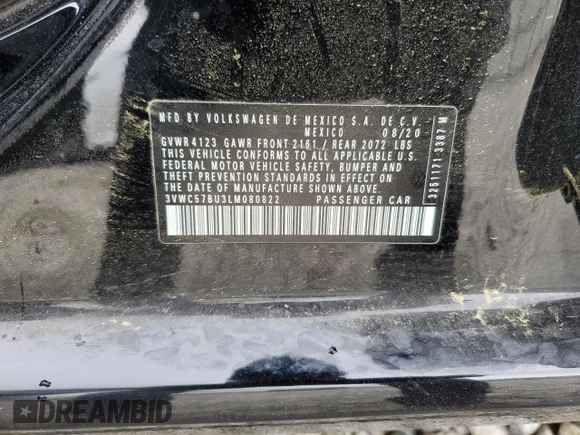 MFD BY VOLKSWAGEN DE MEXICO S.A. DE C.V.
MEXICO 08/20
GVWR4123 GAWR FRONT 2161 / REAR 2072 LBS
THIS VEHICLE CONFORMS TO ALL APPLICABLE U.S.
FEDERAL MOTOR VEHICLE SAFETY, BUMPER AND
THEFT PREVENTION STANDARDS IN EFFECT ON
THE DATE OF MANUFACTURE SHOWN ABOVE.
3VWC57BU3LM080822 PASSENGER CAR
3251171 3387 M
DREAMBID